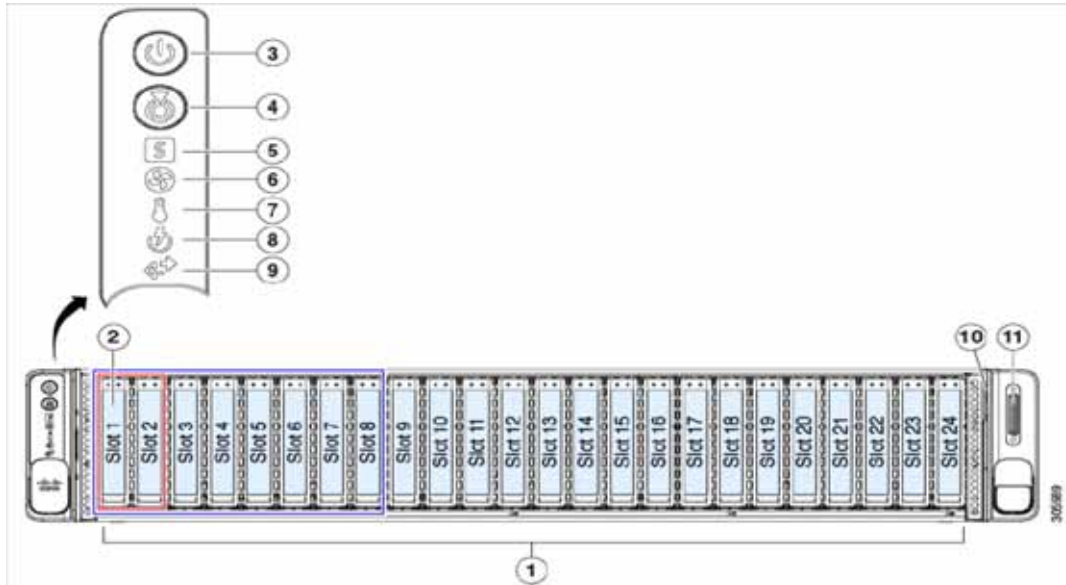 3
4
S
5
6
7
8
9
2
10
11
Slot 1
Slot 2
Slot 3
Slot 4
Slot 5
Slot 6
Slot 7
Slot 8
Slot 9
Slot 10
Slot 11
Slot 12
Slot 13
Slot 14
Slot 15
Slot 16
Slot 17
Slot 18
Slot 19
Slot 20
Slot 21
Slot 22
Slot 23
Slot 24
1